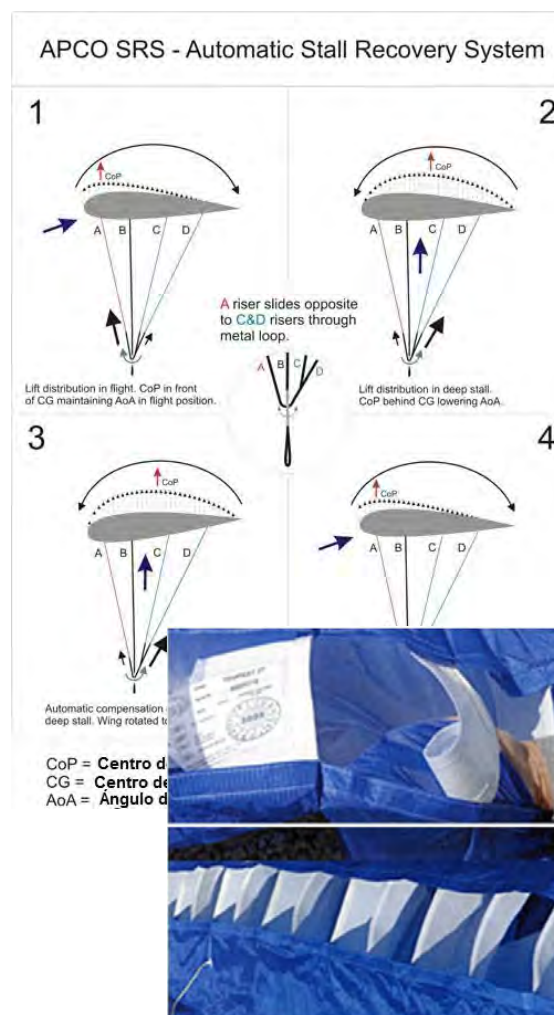 APCO SRS - Automatic Stall Recovery System
1
CoP
A B C D
Lift distribution in flight. CoP in front
of CG maintaining AoA in flight position.
2
CoP
A B C D
Lift distribution in deep stall.
CoP behind CG lowering AoA.
A riser slides opposite
to C&D risers through
metal loop.
A B C D
3
CoP
A B C D
Automatic compensation
deep stall. Wing rotated to
4
CoP
A B C D
CoP = Centro d
CG = Centro de
AoA = Ángulo d